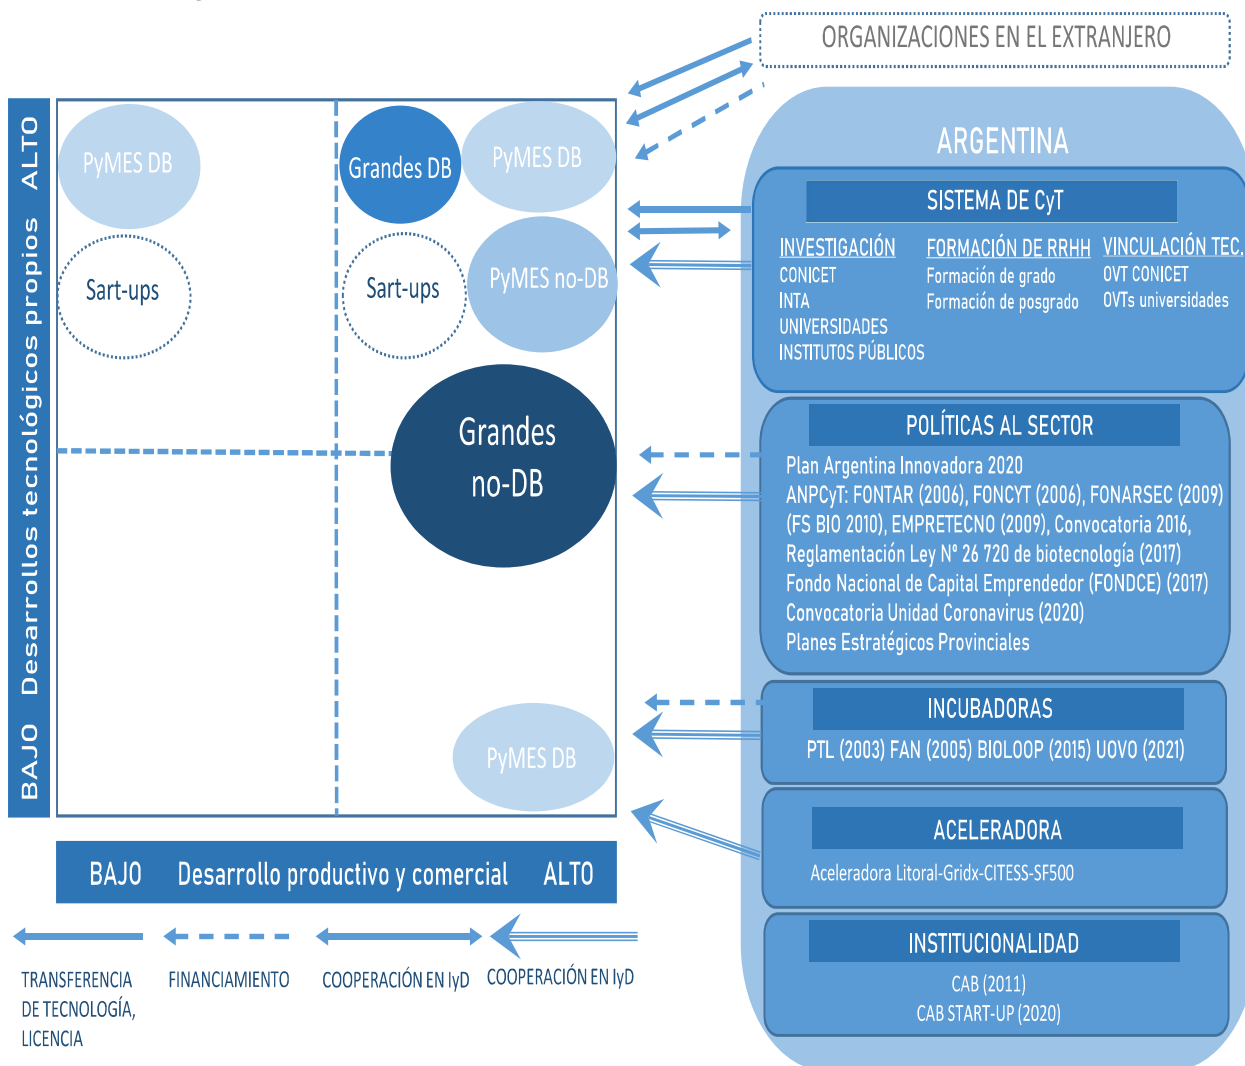 ORGANIZACIONES EN EL EXTRANJERO
BAJO Desarrollos tecnológicos propios ALTO
PyMES DB
Grandes DB
PyMES DB
Sart-ups
Sart-ups
PyMES no-DB
Grandes
no-DB
PyMES DB
BAJO Desarrollo productivo y comercial ALTO
TRANSFERENCIA
DE TECNOLOGÍA,
LICENCIA
FINANCIAMIENTO
COOPERACIÓN EN IyD
COOPERACIÓN EN IyD
ARGENTINA
SISTEMA DE CyT
INVESTIGACIÓN
CONICET
INTA
UNIVERSIDADES
INSTITUTOS PÚBLICOS
FORMACIÓN DE RRHH
Formación de grado
Formación de posgrado
VINCULACIÓN TEC.
OVT CONICET
OVTs universidades
POLÍTICAS AL SECTOR
Plan Argentina Innovadora 2020
ANPCyT: FONTAR (2006), FONCYT (2006), FONARSEC (2009)
(FS BIO 2010), EMPRETECNO (2009), Convocatoria 2016,
Reglamentación Ley Nº 26 720 de biotecnología (2017)
Fondo Nacional de Capital Emprendedor (FONDCE) (2017)
Convocatoria Unidad Coronavirus (2020)
Planes Estratégicos Provinciales
INCUBADORAS
PTL (2003) FAN (2005) BIOLOOP (2015) UOVO (2021)
ACELERADORA
Aceleradora Litoral-Gridx-CITESS-SF500
INSTITUCIONALIDAD
CAB (2011)
CAB START-UP (2020)